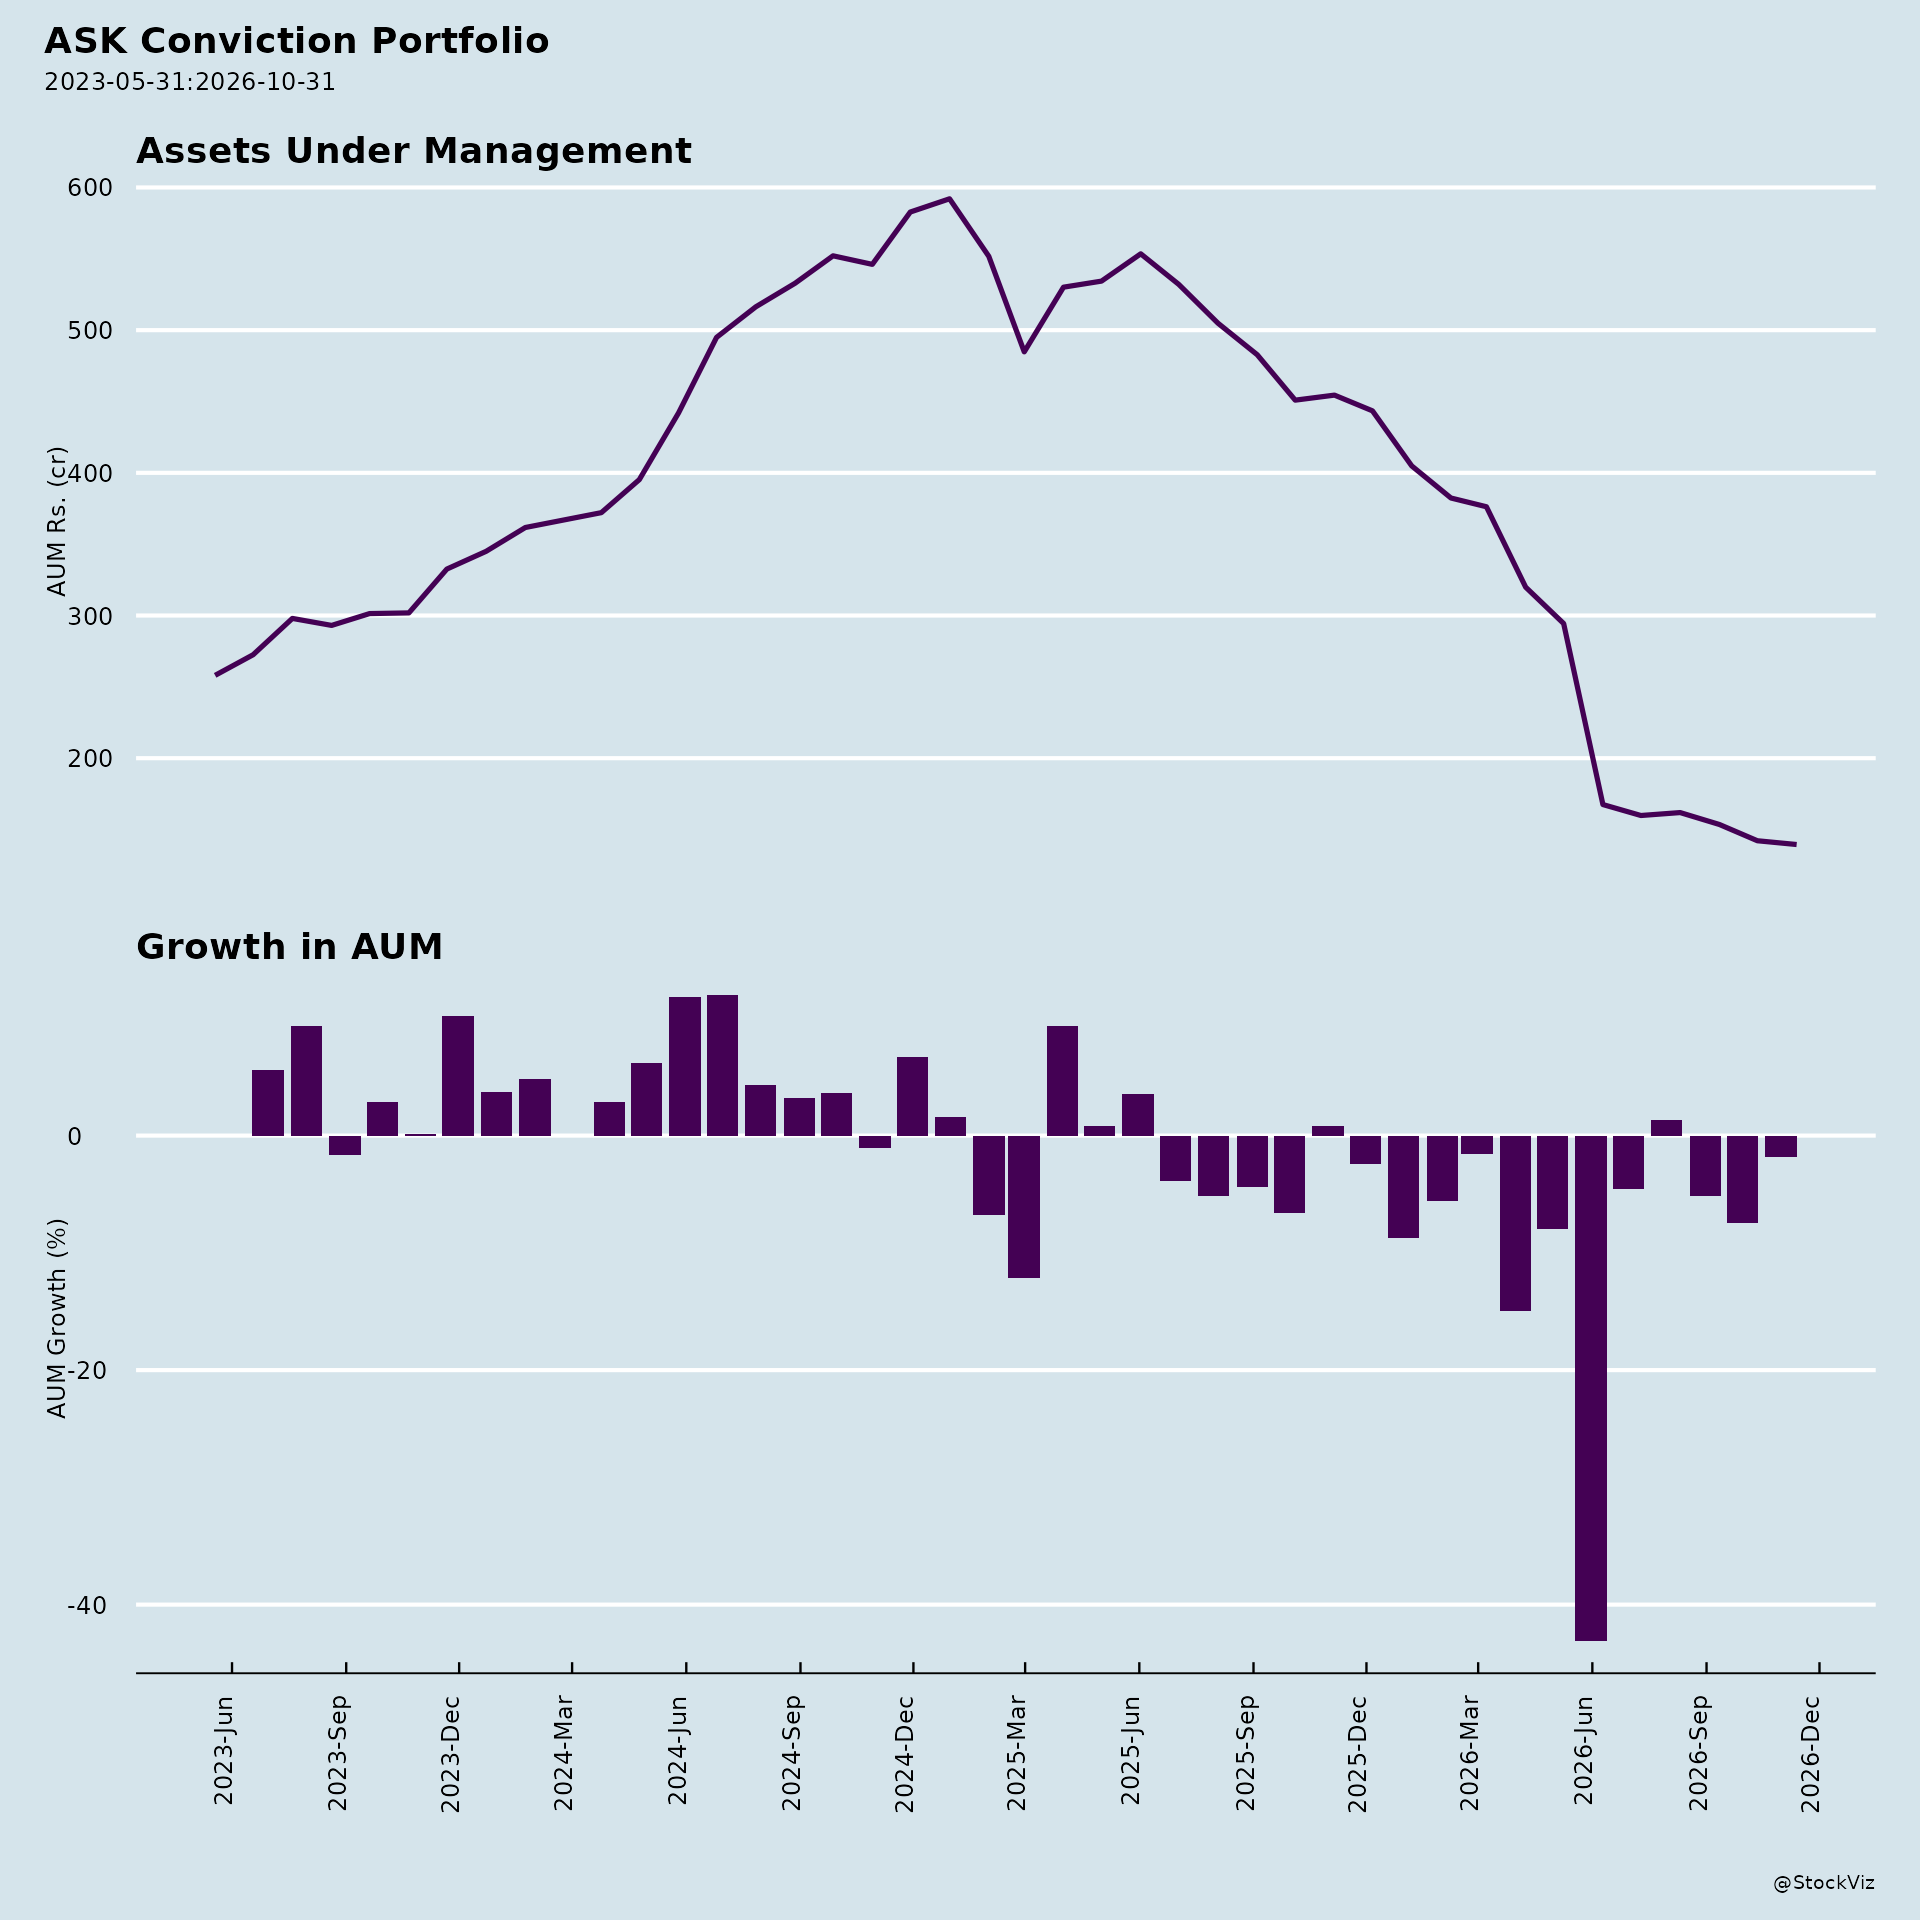 ASK Conviction Portfolio
2023-05-31:2026-10-31
Assets Under Management
600
500
400
300
200
AUM Rs. (cr)
Growth in AUM
0
-20
-40
AUM Growth (%)
2023-Jun
2023-Sep
2023-Dec
2024-Mar
2024-Jun
2024-Sep
2024-Dec
2025-Mar
2025-Jun
2025-Sep
2025-Dec
2026-Mar
2026-Jun
2026-Sep
2026-Dec
@StockViz